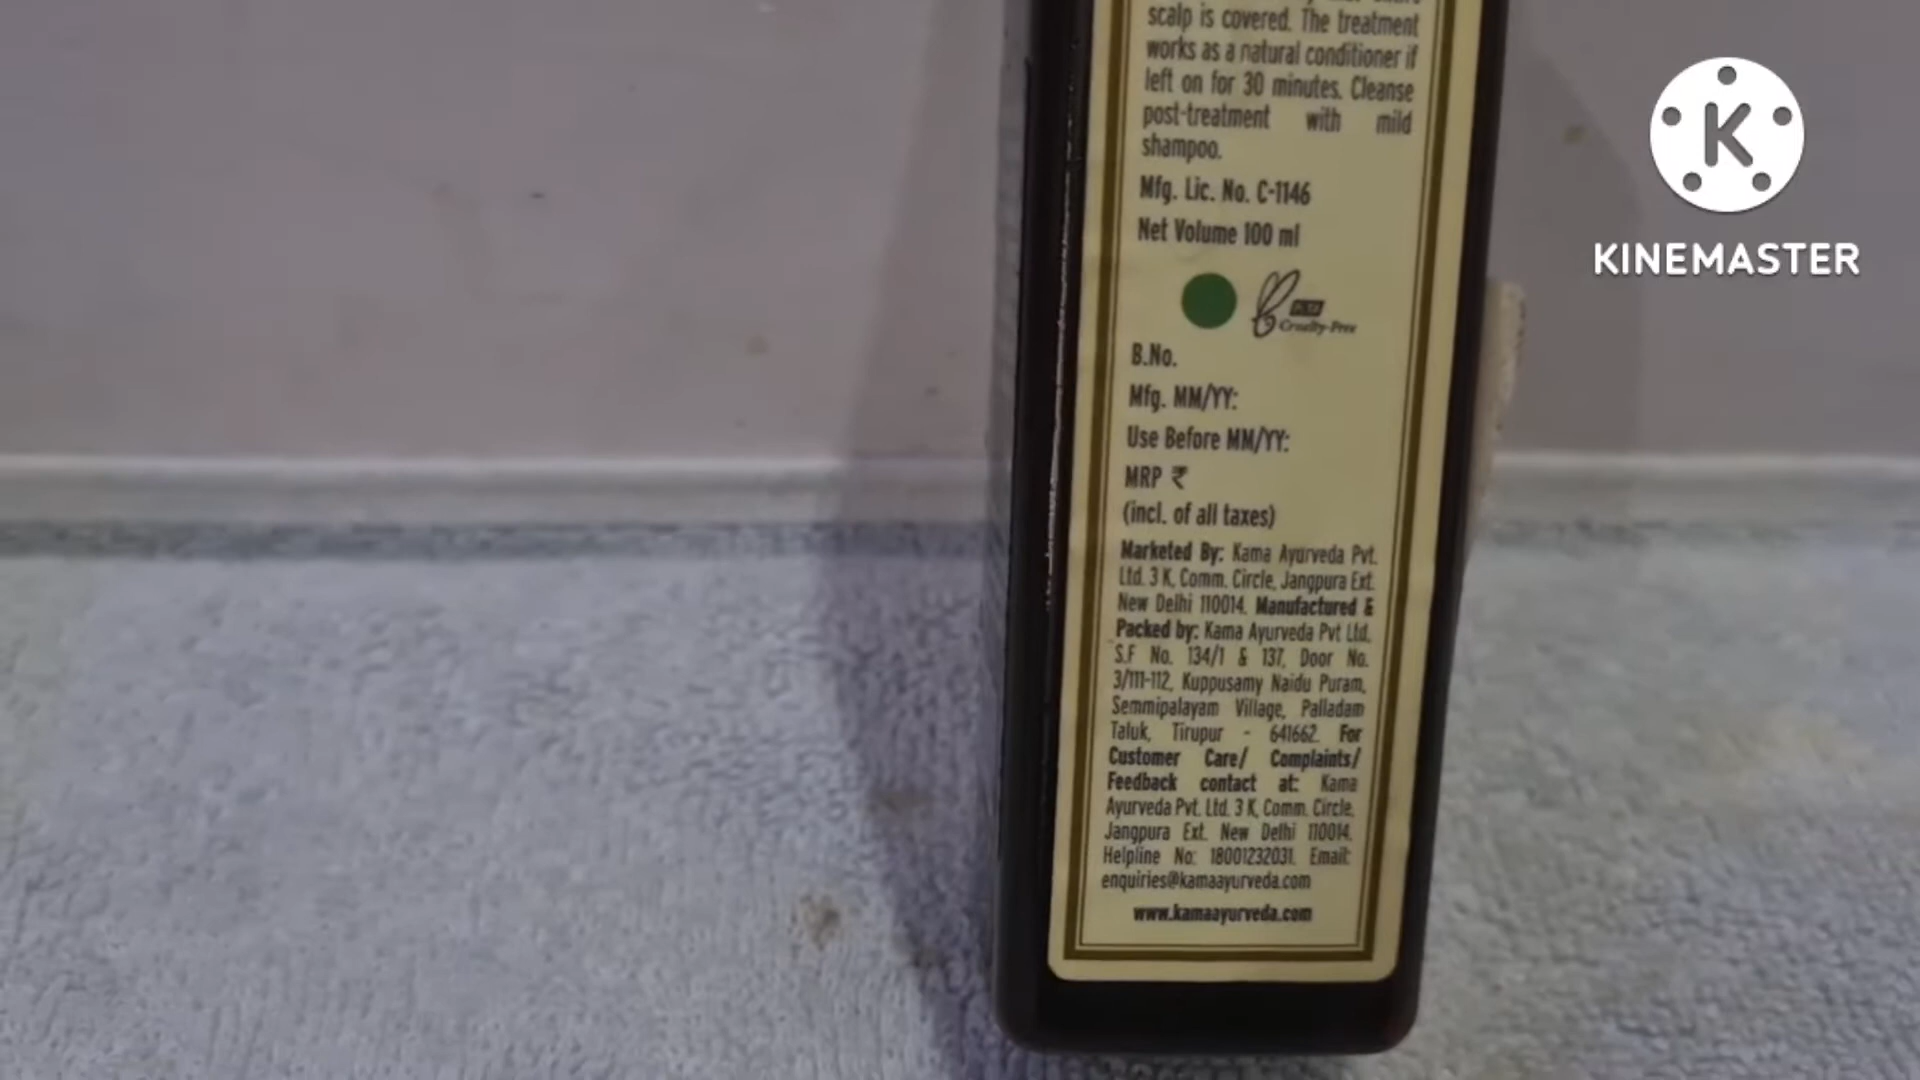 scalp is covered. The treatment
works as a natural conditioner if
left on for 30 minutes. Cleanse
post-treatment with mild
shampoo.
Mfg. Lic. No. C-1146
Net Volume 100 ml
Cruelty-Free
B.No.
Mfg. MM/YY:
Use Before MM/YY:
MRP ₹
(incl. of all taxes)
Marketed By: Kama Ayurveda Pvt.
Ltd. 3 K, Comm. Circle, Jangpura Ext.
New Delhi 110014. Manufactured &
Packed by: Kama Ayurveda Pvt Ltd.
S.F No. 134/1 & 137, Door No.
3/111-112, Kuppusamy Naidu Puram,
Semmipalayam Village, Palladam
Taluk, Tirupur - 641662. For
Customer Care/ Complaints/
Feedback contact at: Kama
Ayurveda Pvt. Ltd. 3 K, Comm. Circle,
Jangpura Ext. New Delhi 110014.
Helpline No: 18001232031. Email:
enquiries@kamaayurveda.com
www.kamaayurveda.com
K
KINEMASTER